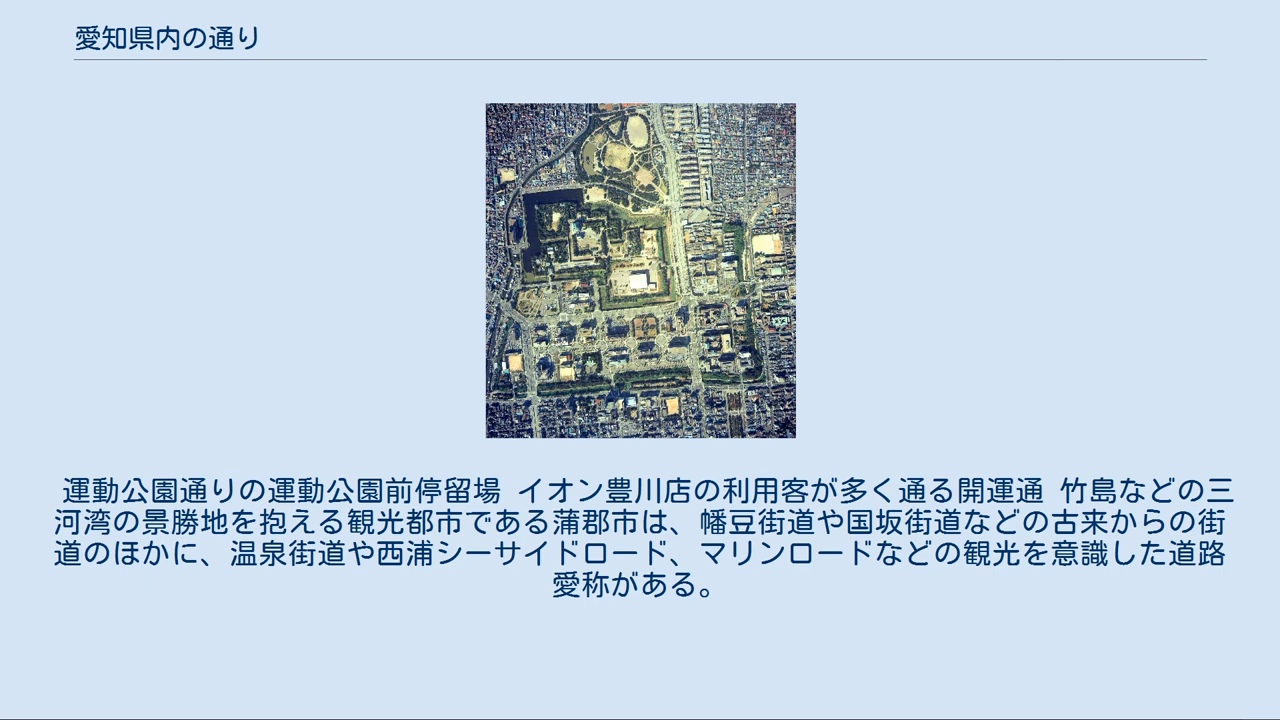 愛知県内の通り
運動公園通りの運動公園前停留場 イオン豊川店の利用客が多く通る開運通 竹島などの三
河湾の景勝地を抱える観光都市である蒲郡市は、幡豆街道や国坂街道などの古来からの街
道のほかに、温泉街道や西浦シーサイドロード、マリンロードなどの観光を意識した道路
愛称がある。